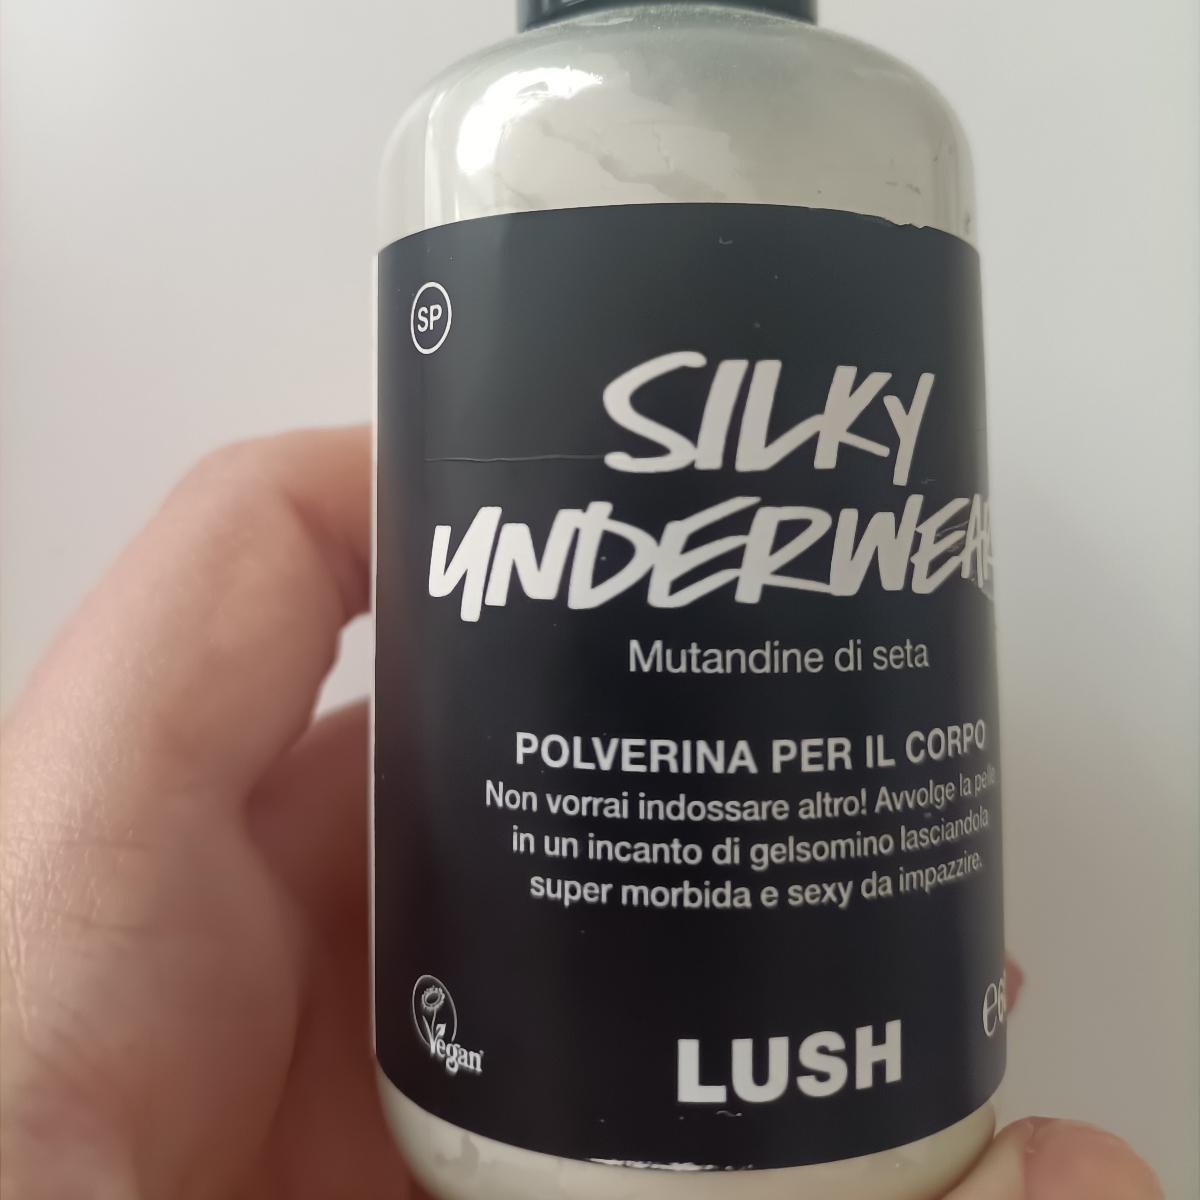 SP
SILKY
UNDERWEAR
Mutandine di seta
POLVERINA PER IL CORPO
Non vorrai indossare altro! Avvolge la pelle
in un incanto di gelsomino lasciandola
super morbida e sexy da impazzire.
Vegan
LUSH